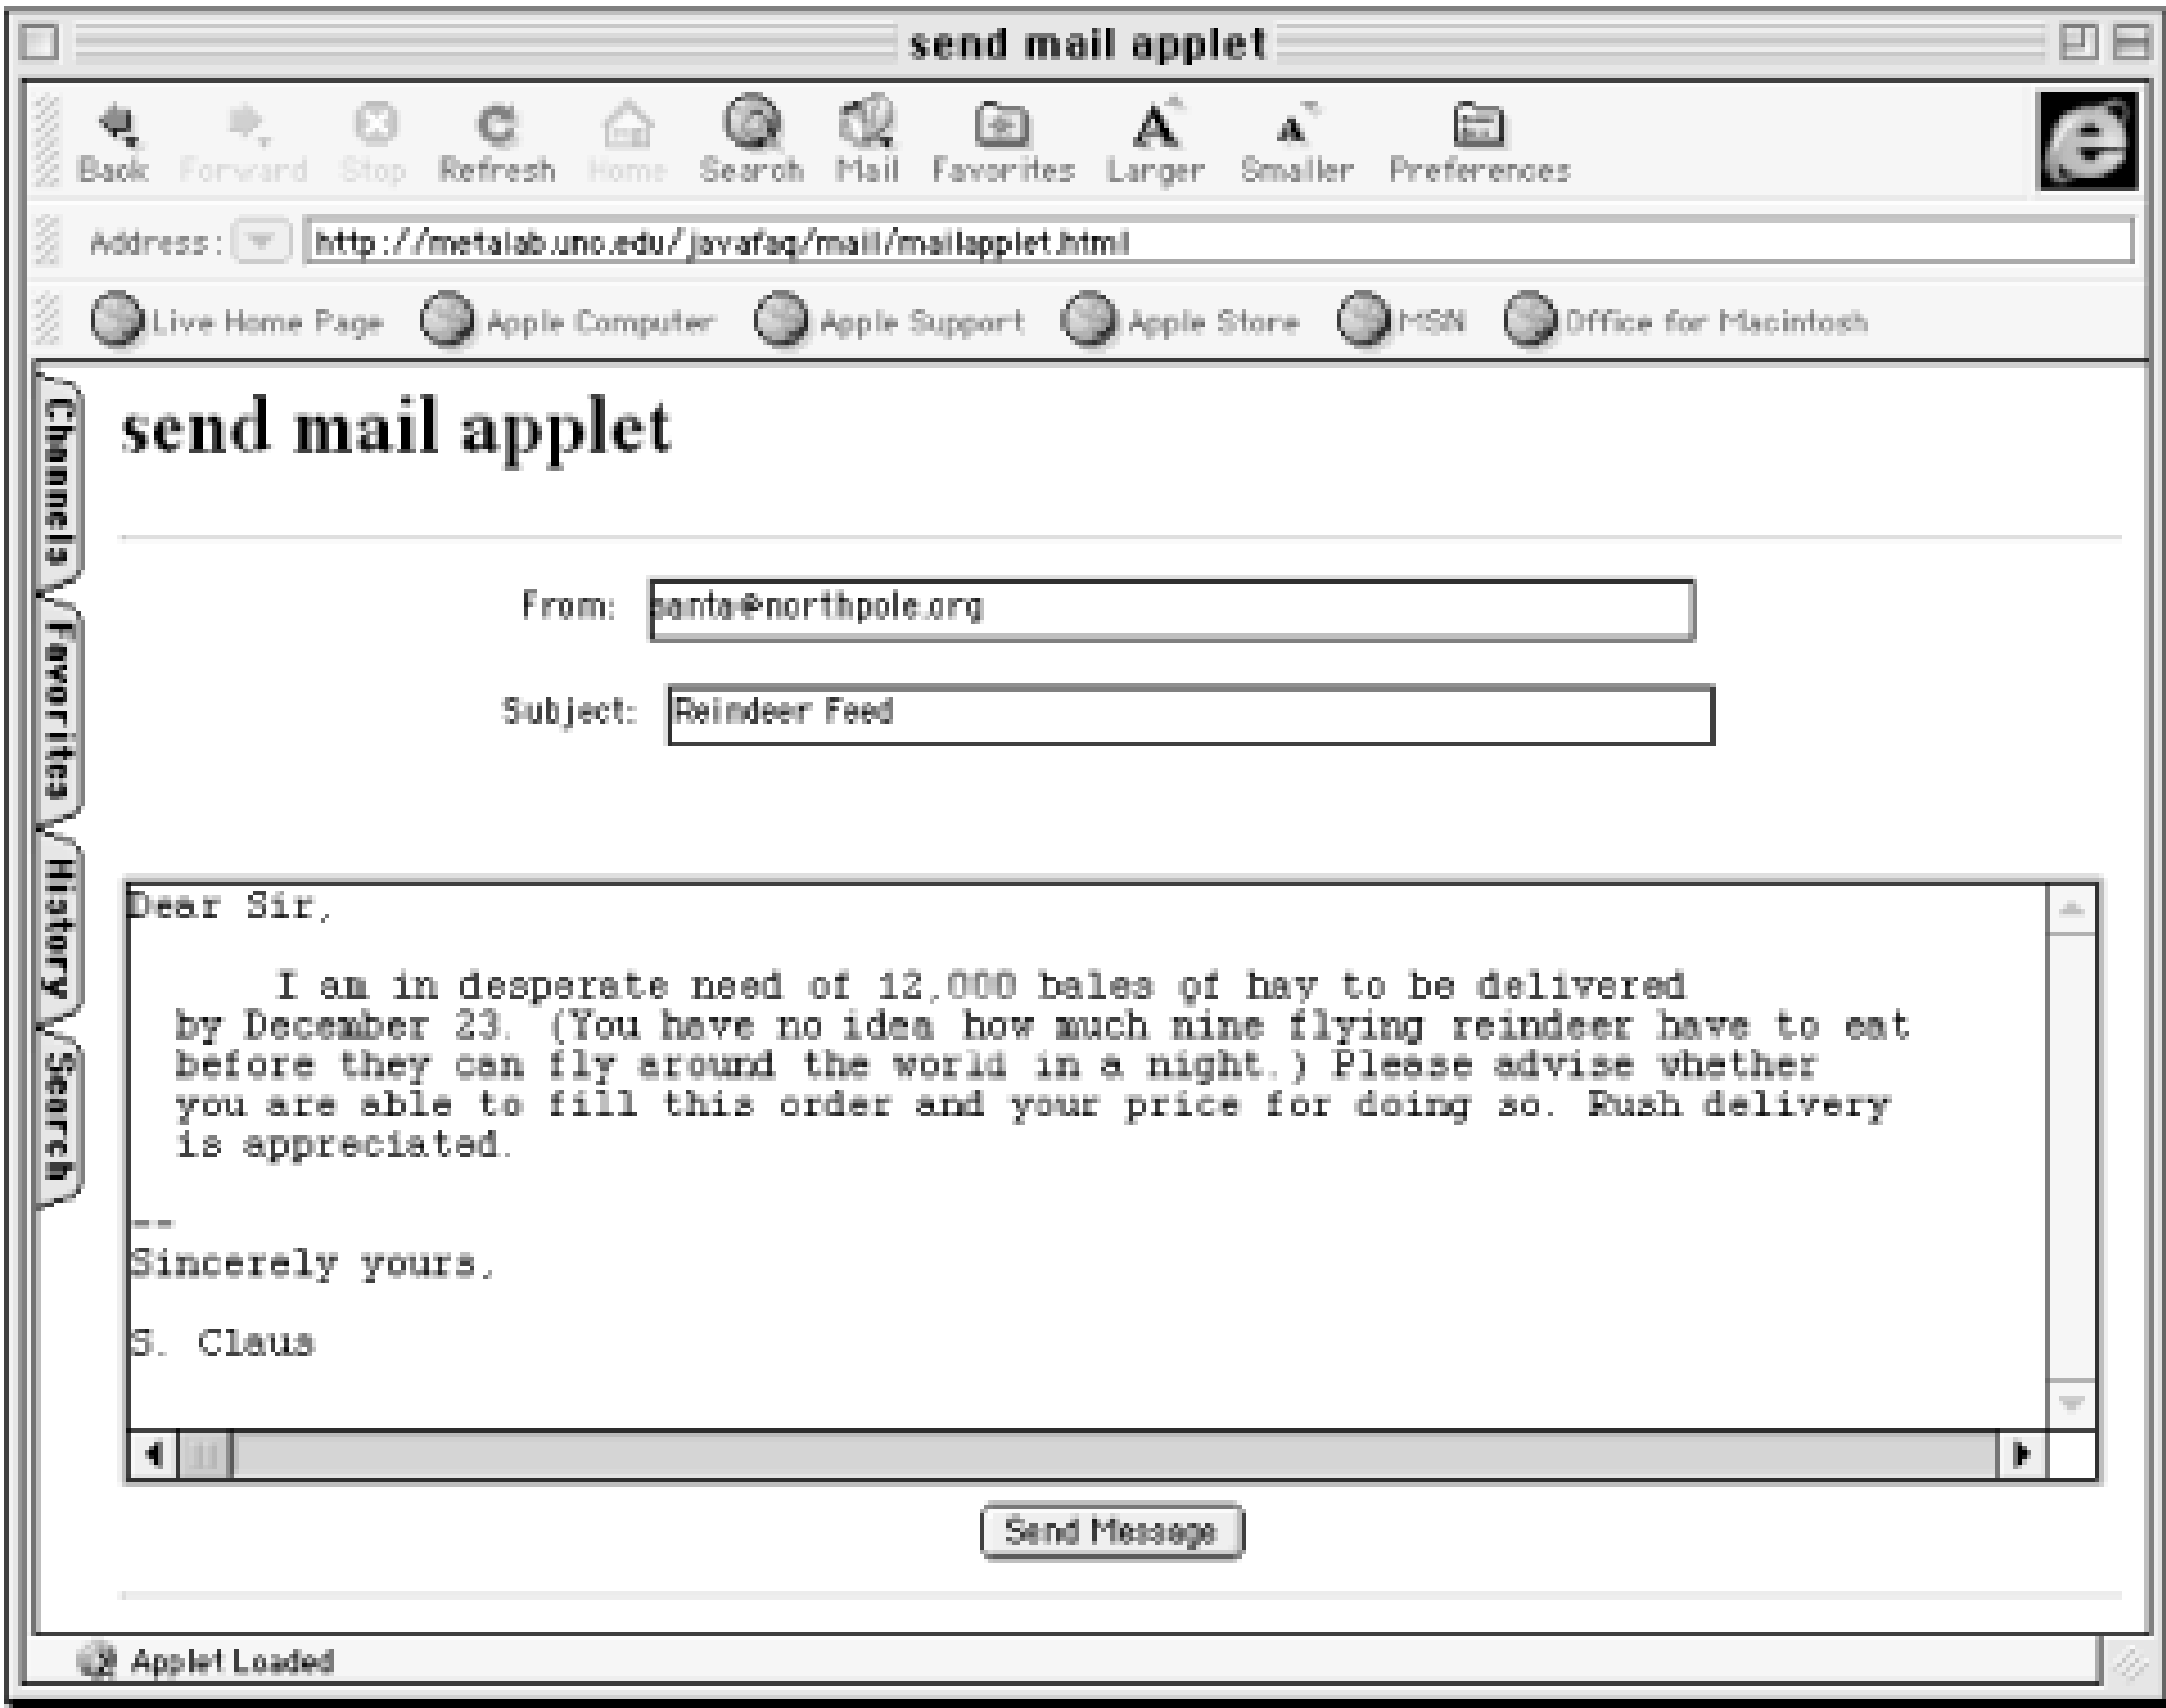 send mail applet
Back Forward Stop Refresh Home Search Mail Favorites Larger Smaller Preferences
Address: http://metalab.unc.edu/javafaq/mail/mailapplet.html
Live Home Page Apple Computer Apple Support Apple Store MSN Office for Macintosh
Channels
Favorites
History
Search
send mail applet
From: santa@northpole.org
Subject: Reindeer Feed
Dear Sir,
I am in desperate need of 12,000 bales of hay to be delivered
by December 23. (You have no idea how much nine flying reindeer have to eat
before they can fly around the world in a night.) Please advise whether
you are able to fill this order and your price for doing so. Rush delivery
is appreciated.
--
Sincerely yours,
S. Claus
Send Message
Applet Loaded